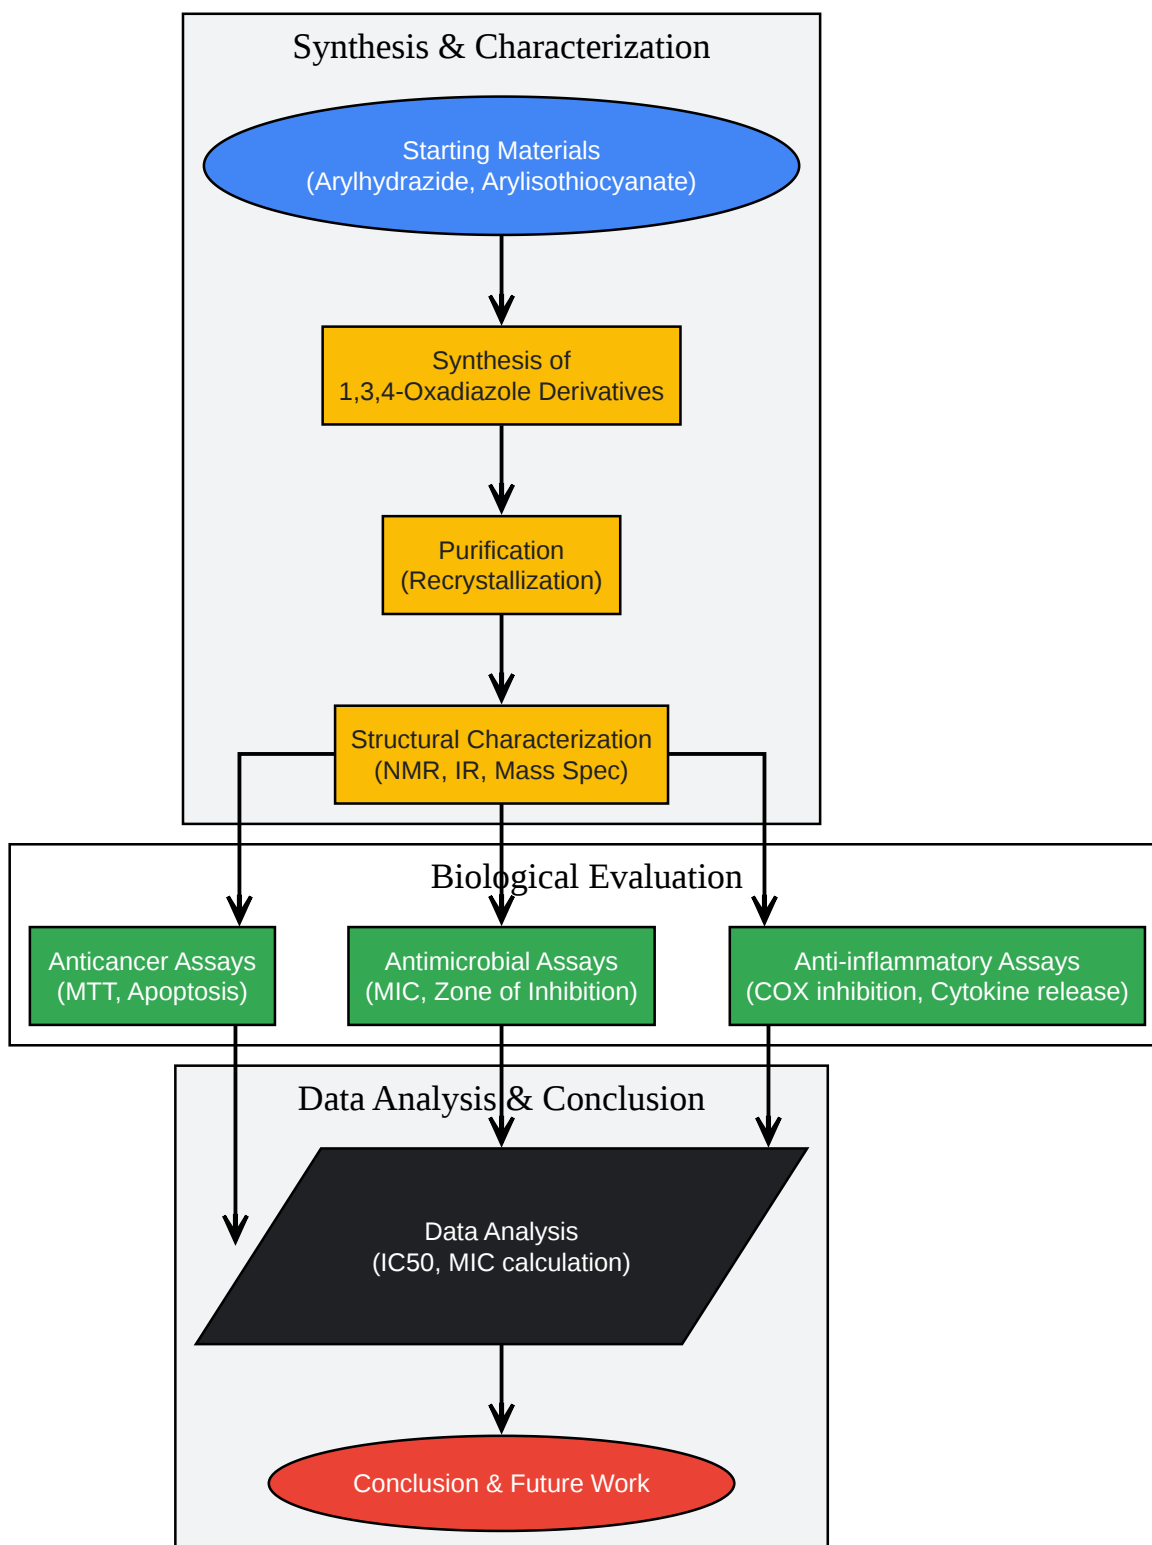 Synthesis & Characterization
Starting Materials
(Arylhydrazide, Arylisothiocyanate)
Synthesis of
1,3,4-Oxadiazole Derivatives
Purification
(Recrystallization)
Structural Characterization
(NMR, IR, Mass Spec)
Biological Evaluation
Anticancer Assays
(MTT, Apoptosis)
Antimicrobial Assays
(MIC, Zone of Inhibition)
Anti-inflammatory Assays
(COX inhibition, Cytokine release)
Data Analysis & Conclusion
Data Analysis
(IC50, MIC calculation)
Conclusion & Future Work